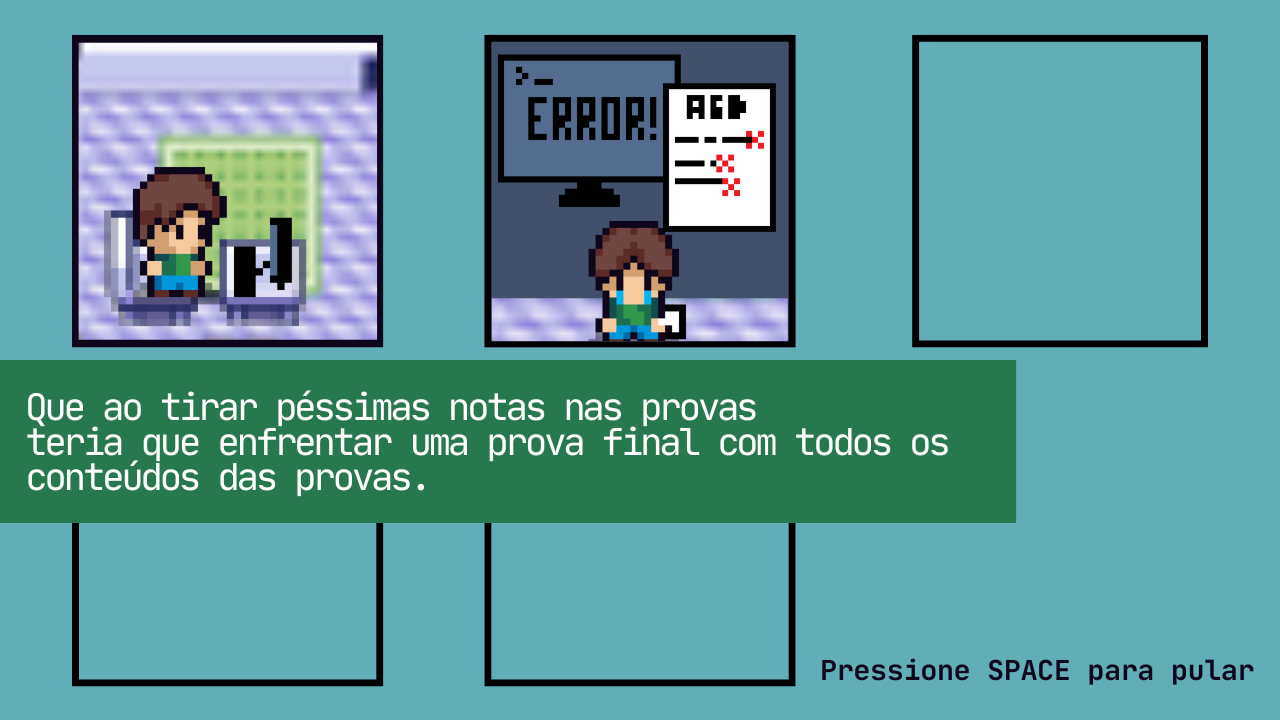 >_
ERROR!
AED
Que ao tirar péssimas notas nas provas
teria que enfrentar uma prova final com todos os
conteúdos das provas.
Pressione SPACE para pular